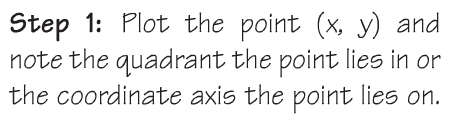 Step 1: Plot the point (x, y) and
note the quadrant the point lies in or
the coordinate axis the point lies on.